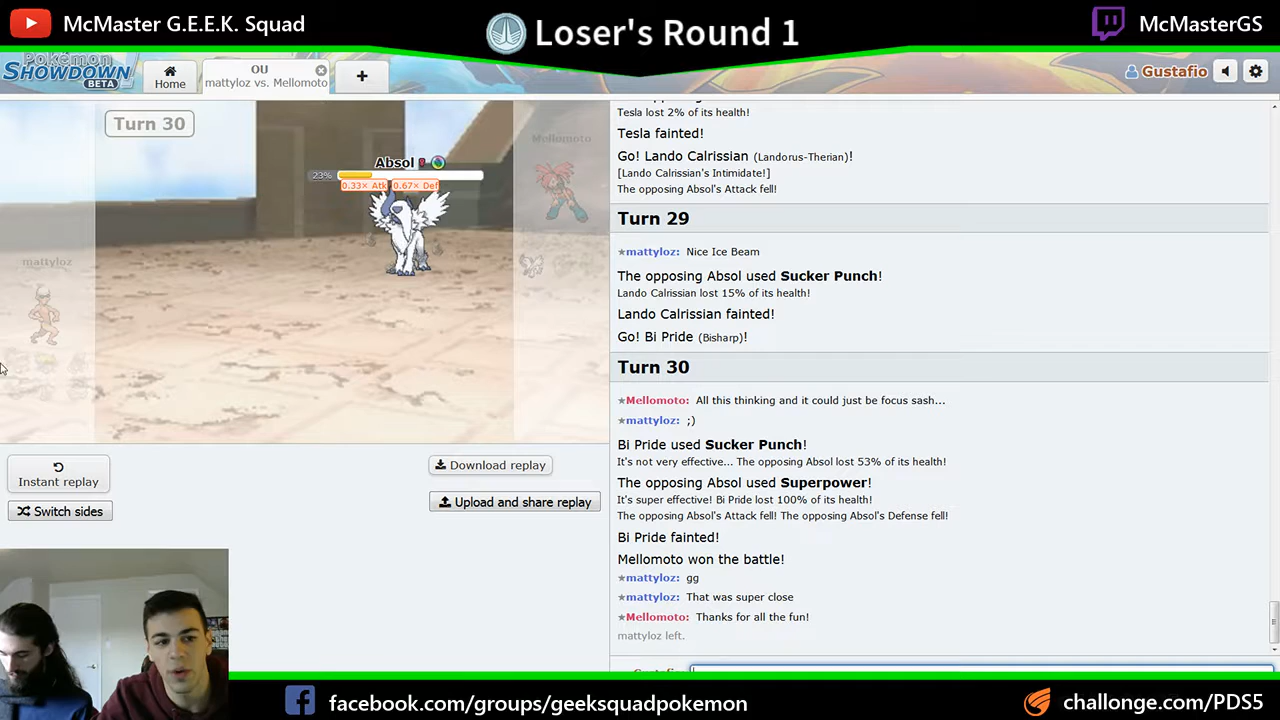 McMaster G.E.E.K. Squad
Loser's Round 1
McMasterGS
Pokémon
SHOWDOWN
BETA
Home
OU
mattyloz vs. Mellomoto
+
Gustafio
Turn 30
Mellomoto
Absol
23%
0.33× Atk 0.67× Def
mattyloz
Instant replay
Switch sides
Download replay
Upload and share replay
Tesla lost 2% of its health!
Tesla fainted!
Go! Lando Calrissian (Landorus-Therian)!
[Lando Calrissian's Intimidate!]
The opposing Absol's Attack fell!
Turn 29
★mattyloz: Nice Ice Beam
The opposing Absol used Sucker Punch!
Lando Calrissian lost 15% of its health!
Lando Calrissian fainted!
Go! Bi Pride (Bisharp)!
Turn 30
★Mellomoto: All this thinking and it could just be focus sash...
★mattyloz: ;)
Bi Pride used Sucker Punch!
It's not very effective... The opposing Absol lost 53% of its health!
The opposing Absol used Superpower!
It's super effective! Bi Pride lost 100% of its health!
The opposing Absol's Attack fell! The opposing Absol's Defense fell!
Bi Pride fainted!
Mellomoto won the battle!
★mattyloz: gg
★mattyloz: That was super close
★Mellomoto: Thanks for all the fun!
mattyloz left.
facebook.com/groups/geeksquadpokemon
challonge.com/PDS5